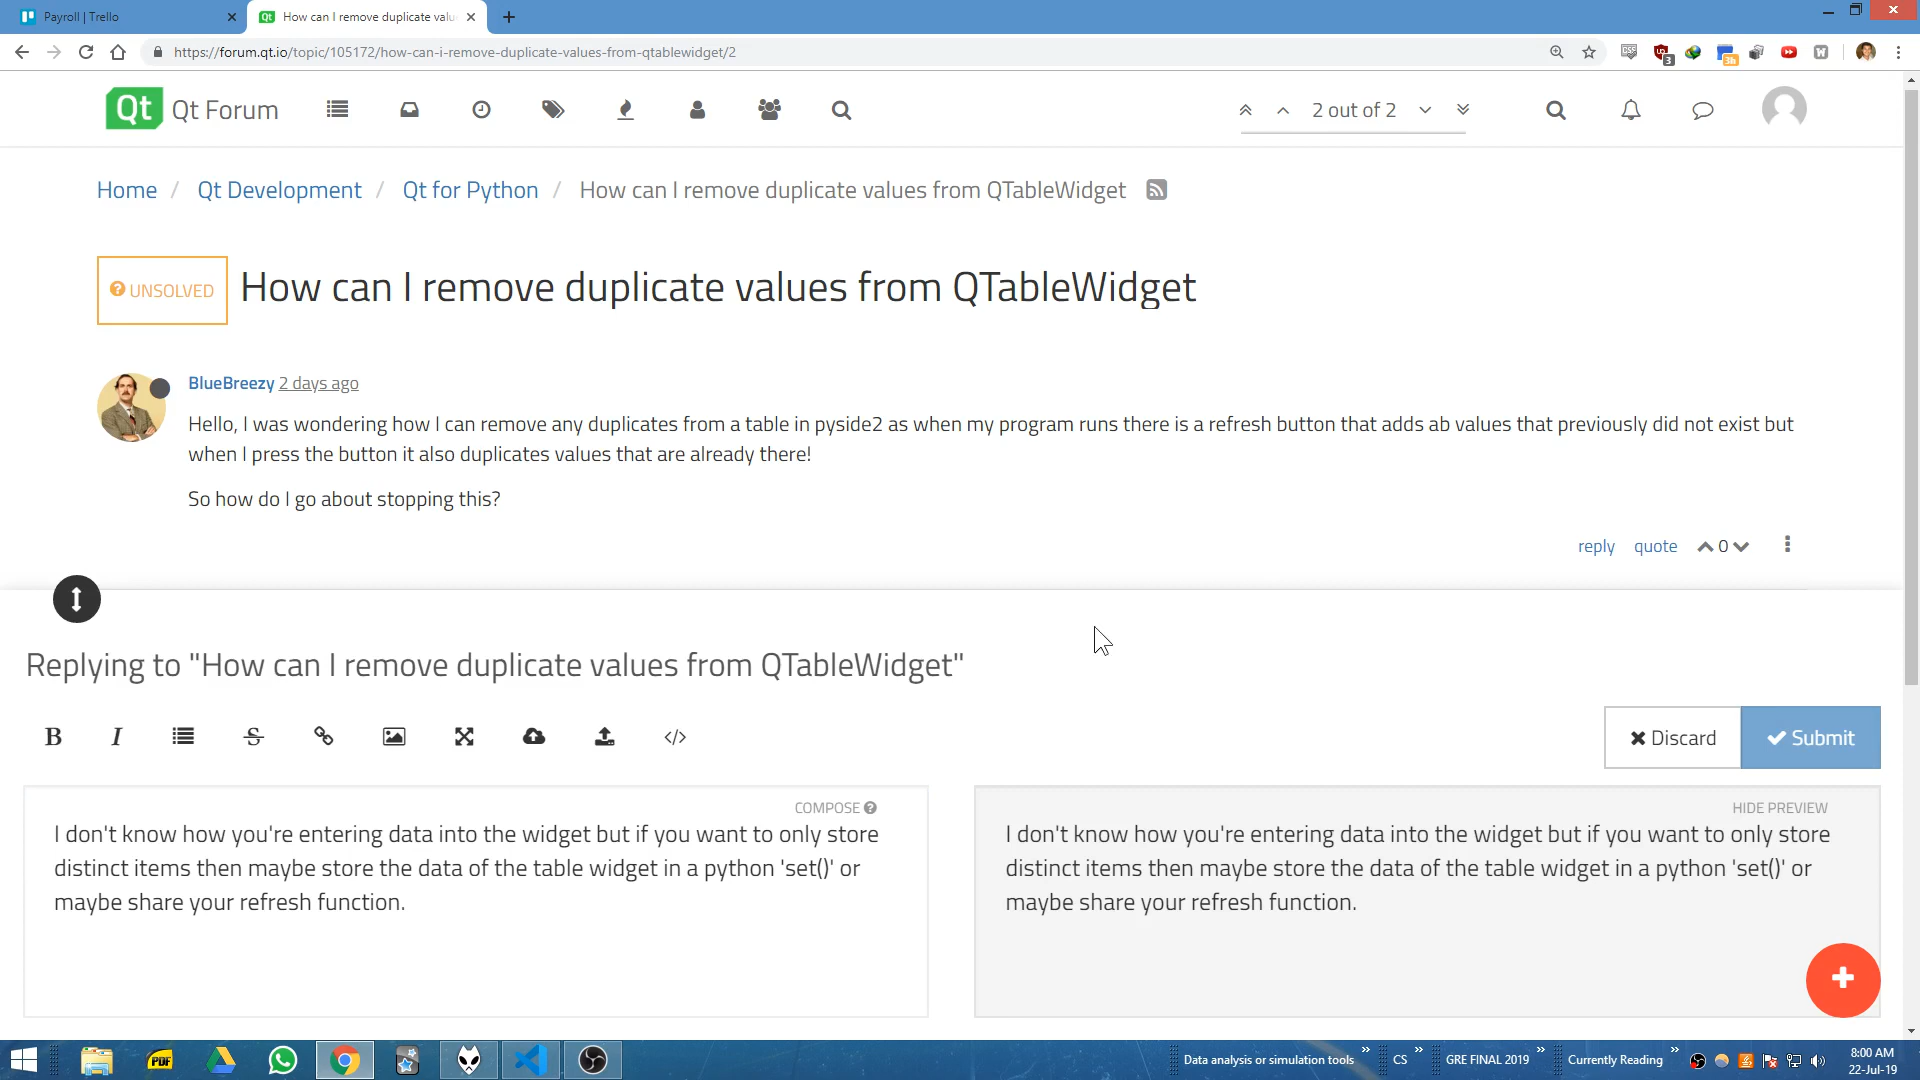 Payroll | Trello
How can I remove duplicate valu
https://forum.qt.io/topic/105172/how-can-i-remove-duplicate-values-from-qtablewidget/2
3
3h
W
Qt Qt Forum
2 out of 2
Home / Qt Development / Qt for Python / How can I remove duplicate values from QTableWidget
UNSOLVED How can I remove duplicate values from QTableWidget
BlueBreezy 2 days ago
Hello, I was wondering how I can remove any duplicates from a table in pyside2 as when my program runs there is a refresh button that adds ab values that previously did not exist but
when I press the button it also duplicates values that are already there!
So how do I go about stopping this?
reply quote 0
Replying to "How can I remove duplicate values from QTableWidget"
B I S </> Discard Submit
COMPOSE
I don't know how you're entering data into the widget but if you want to only store
distinct items then maybe store the data of the table widget in a python 'set()' or
maybe share your refresh function.
HIDE PREVIEW
I don't know how you're entering data into the widget but if you want to only store
distinct items then maybe store the data of the table widget in a python 'set()' or
maybe share your refresh function.
PDF
Data analysis or simulation tools » CS » GRE FINAL 2019 » Currently Reading »
8:00 AM
22-Jul-19